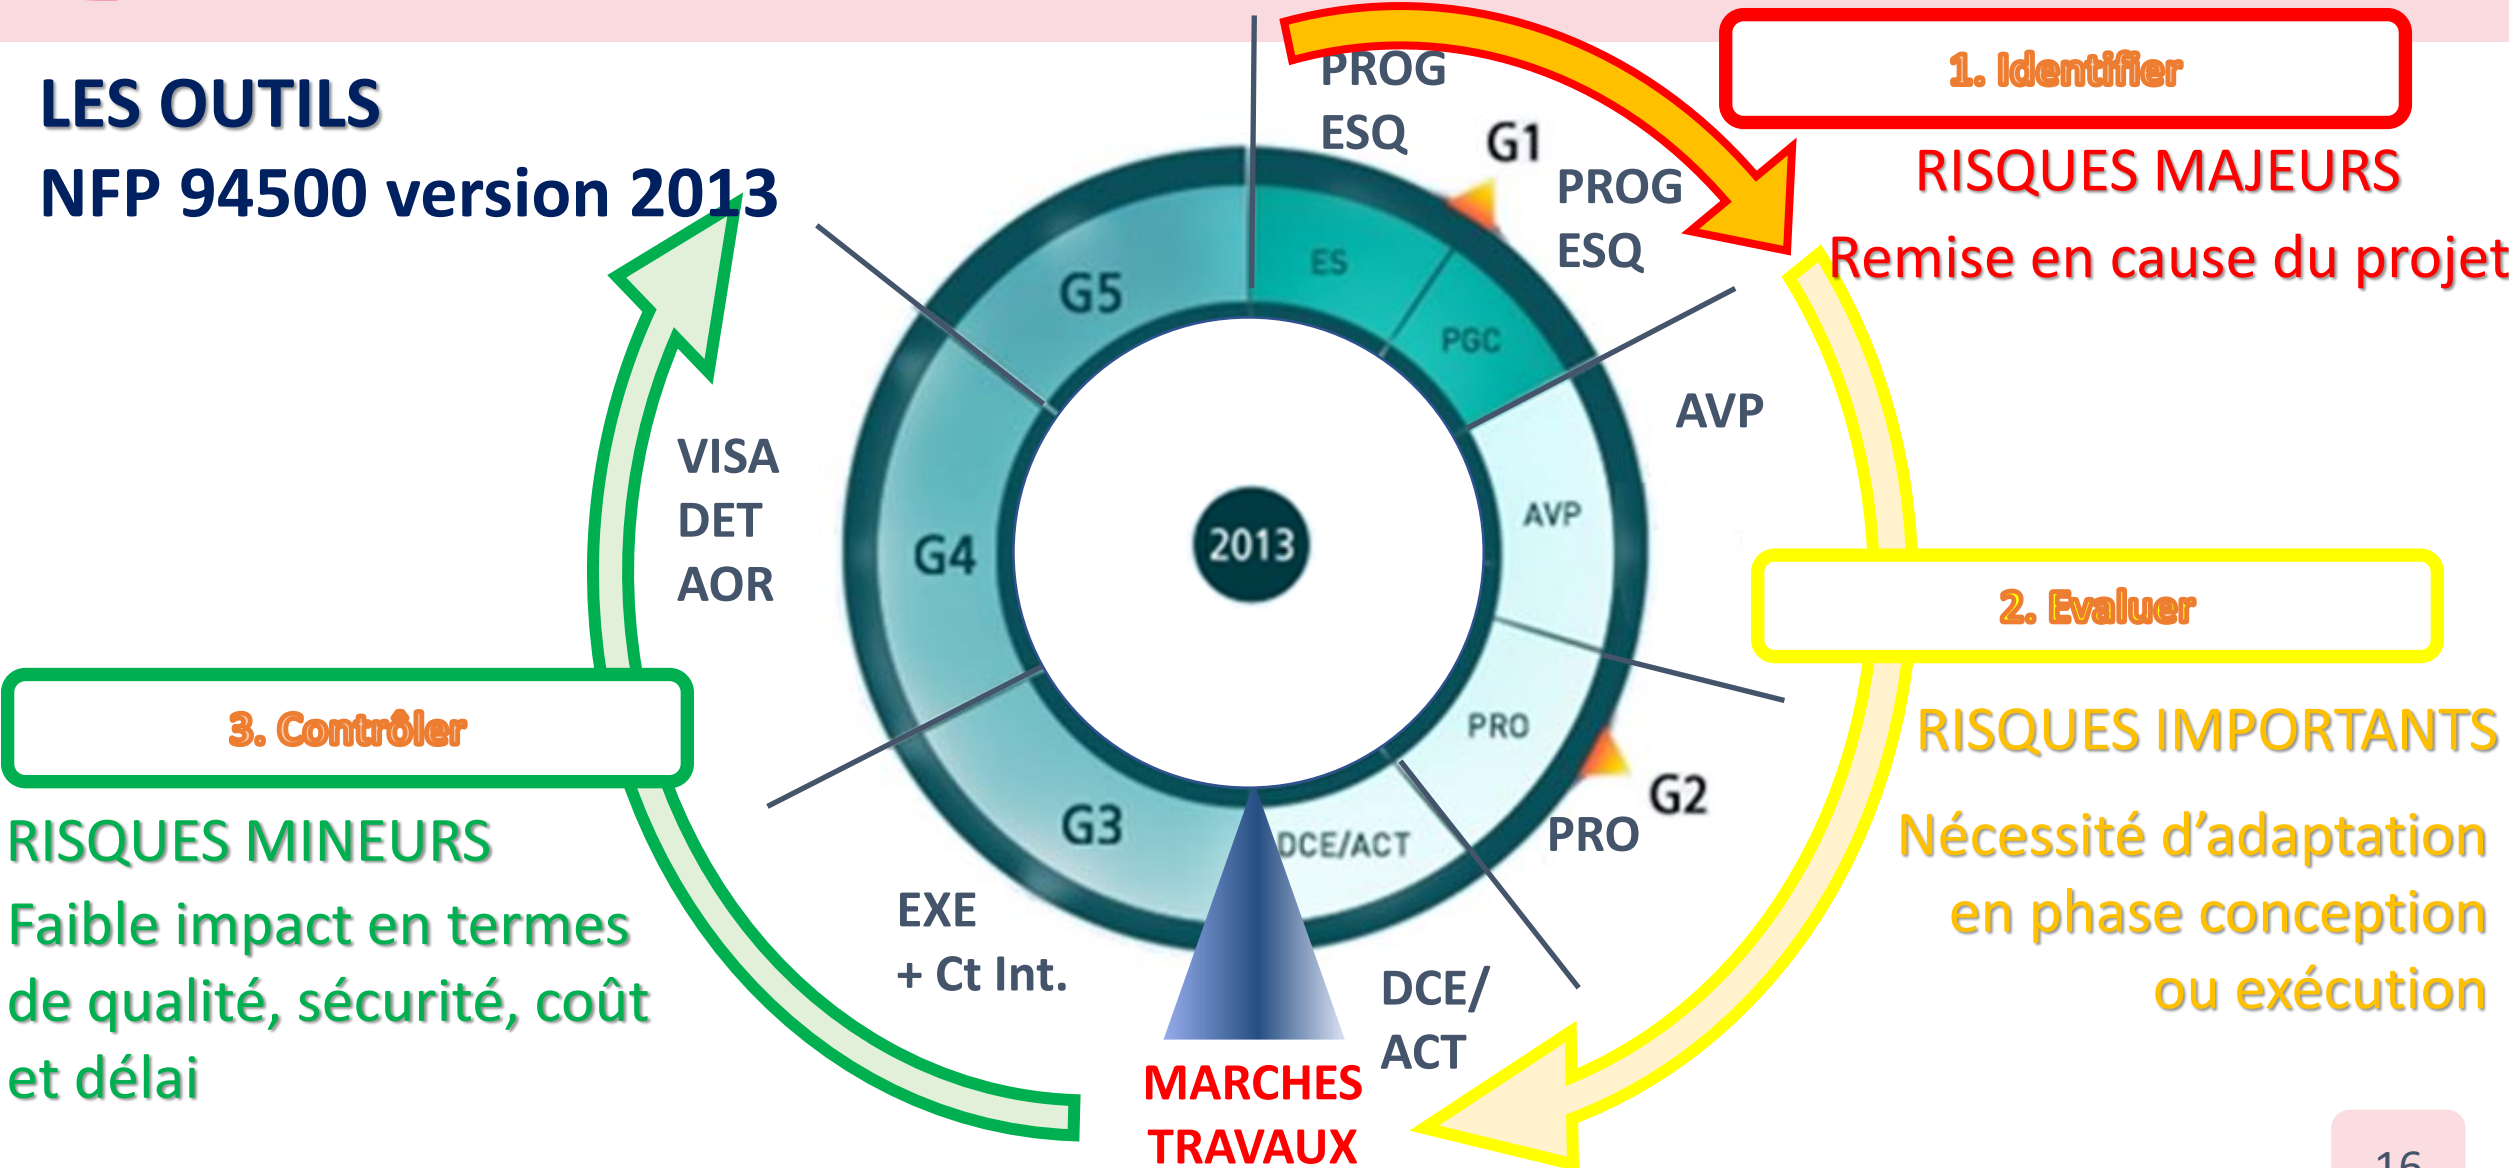 LES OUTILS
NFP 94500 version 2013
1. Identifier
RISQUES MAJEURS
Remise en cause du projet
PROG
ESQ
G1
PROG
ESQ
ES
PGC
G5
AVP
AVP
2013
G4
VISA
DET
AOR
2. Evaluer
RISQUES IMPORTANTS
Nécessité d’adaptation
en phase conception
ou exécution
PRO
G2
PRO
DCE/ACT
DCE/
ACT
MARCHES
TRAVAUX
G3
EXE
+ Ct Int.
3. Contrôler
RISQUES MINEURS
Faible impact en termes
de qualité, sécurité, coût
et délai
16